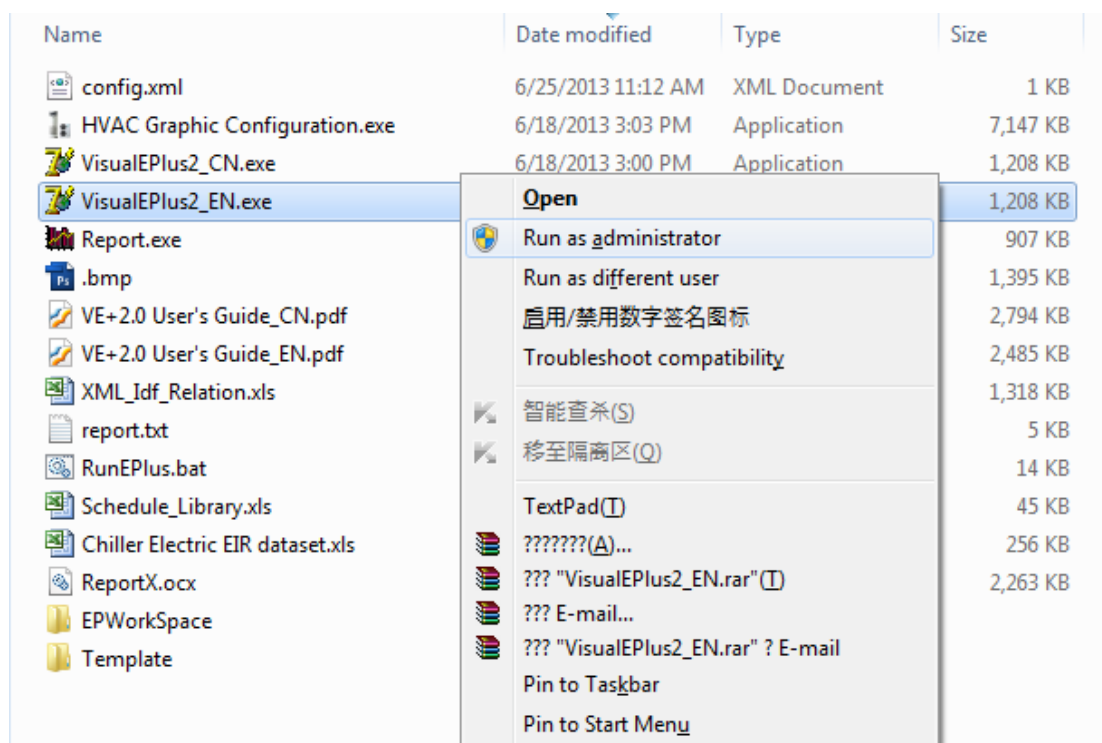 Name Date modified Type Size
config.xml 6/25/2013 11:12 AM XML Document 1 KB
HVAC Graphic Configuration.exe 6/18/2013 3:03 PM Application 7,147 KB
VisualEPlus2_CN.exe 6/18/2013 3:00 PM Application 1,208 KB
VisualEPlus2_EN.exe 1,208 KB
Report.exe 907 KB
.bmp 1,395 KB
VE+2.0 User's Guide_CN.pdf 2,794 KB
VE+2.0 User's Guide_EN.pdf 2,485 KB
XML_Idf_Relation.xls 1,318 KB
report.txt 5 KB
RunEPlus.bat 14 KB
Schedule_Library.xls 45 KB
Chiller Electric EIR dataset.xls 256 KB
ReportX.ocx 2,263 KB
EPWorkSpace
Template
Open
Run as administrator
Run as different user
启用/禁用数字签名图标
Troubleshoot compatibility
智能查杀(S)
移至隔离区(Q)
TextPad(T)
???????(A)...
??? "VisualEPlus2_EN.rar"(T)
??? E-mail...
??? "VisualEPlus2_EN.rar" ? E-mail
Pin to Taskbar
Pin to Start Menu